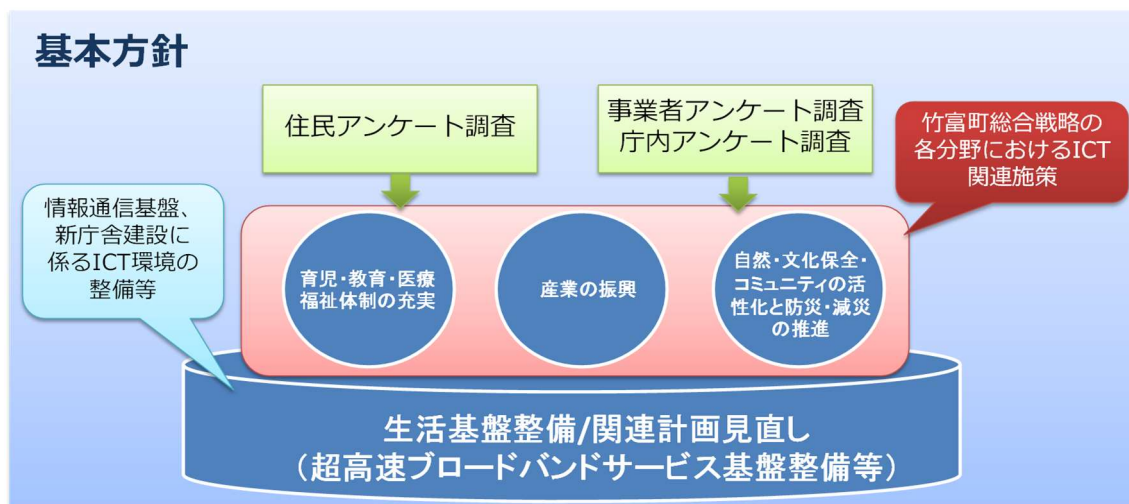 基本方針
住民アンケート調査
事業者アンケート調査
庁内アンケート調査
竹富町総合戦略の
各分野におけるICT
関連施策
情報通信基盤、
新庁舎建設に
係るICT環境の
整備等
育児・教育・医療
福祉体制の充実
産業の振興
自然・文化保全・
コミュニティの活
性化と防災・減災
の推進
生活基盤整備/関連計画見直し
（超高速ブロードバンドサービス基盤整備等）